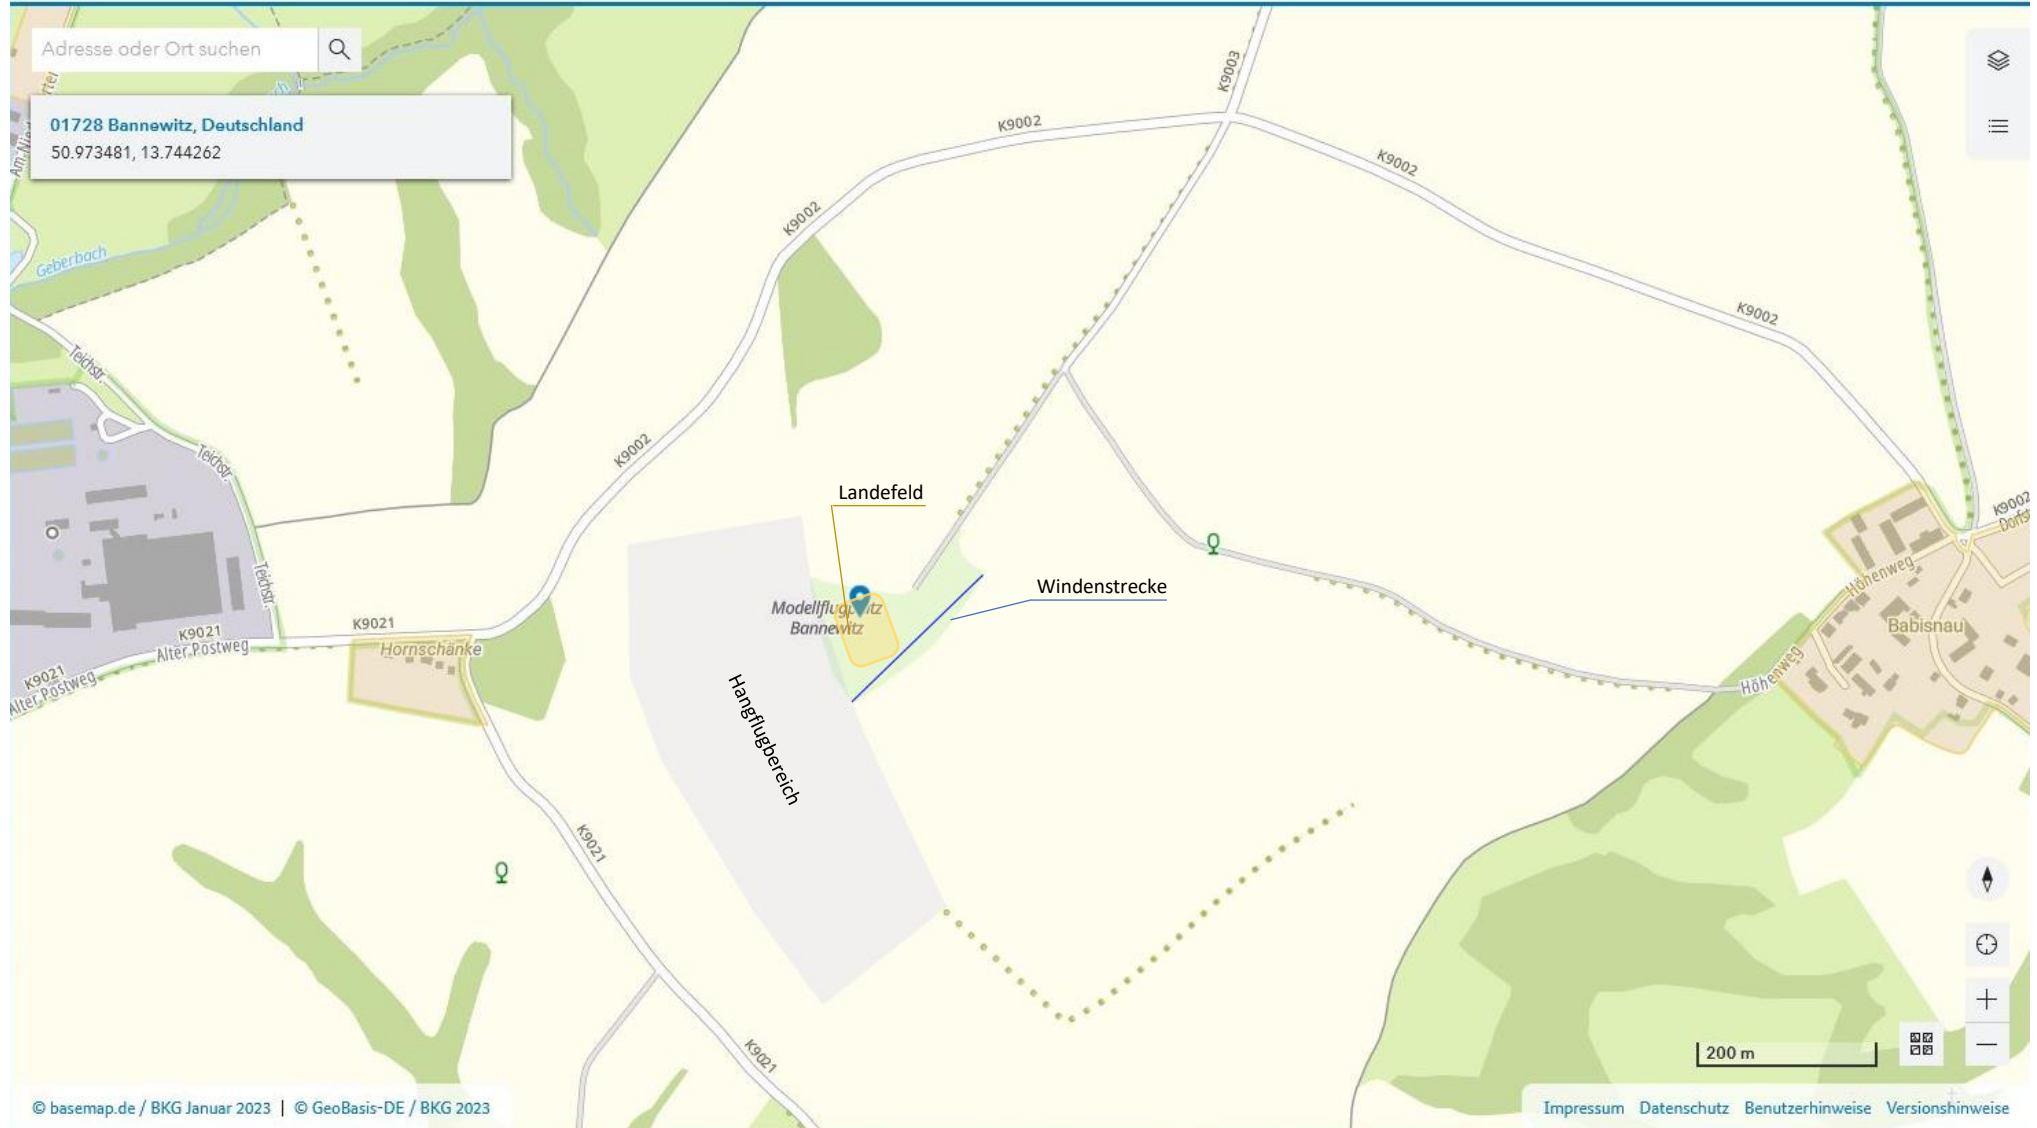 Adresse oder Ort suchen
01728 Bannewitz, Deutschland
50.973481, 13.744262
Geberbach
K9003
K9002
K9002
K9002
K9002
K9002
K9002
Teichstr.
Teichstr.
Teichstr.
Landefeld
Windenstrecke
Modellflugplatz
Bannewitz
Hangflugbereich
K9021
K9021
K9021
Alter Postweg
Alter Postweg
Hornschänke
K9021
K9021
Höhenweg
Höhenweg
Babisnau
200 m
© basemap.de / BKG Januar 2023 | © GeoBasis-DE / BKG 2023
Impressum Datenschutz Benutzerhinweise Versionshinweise